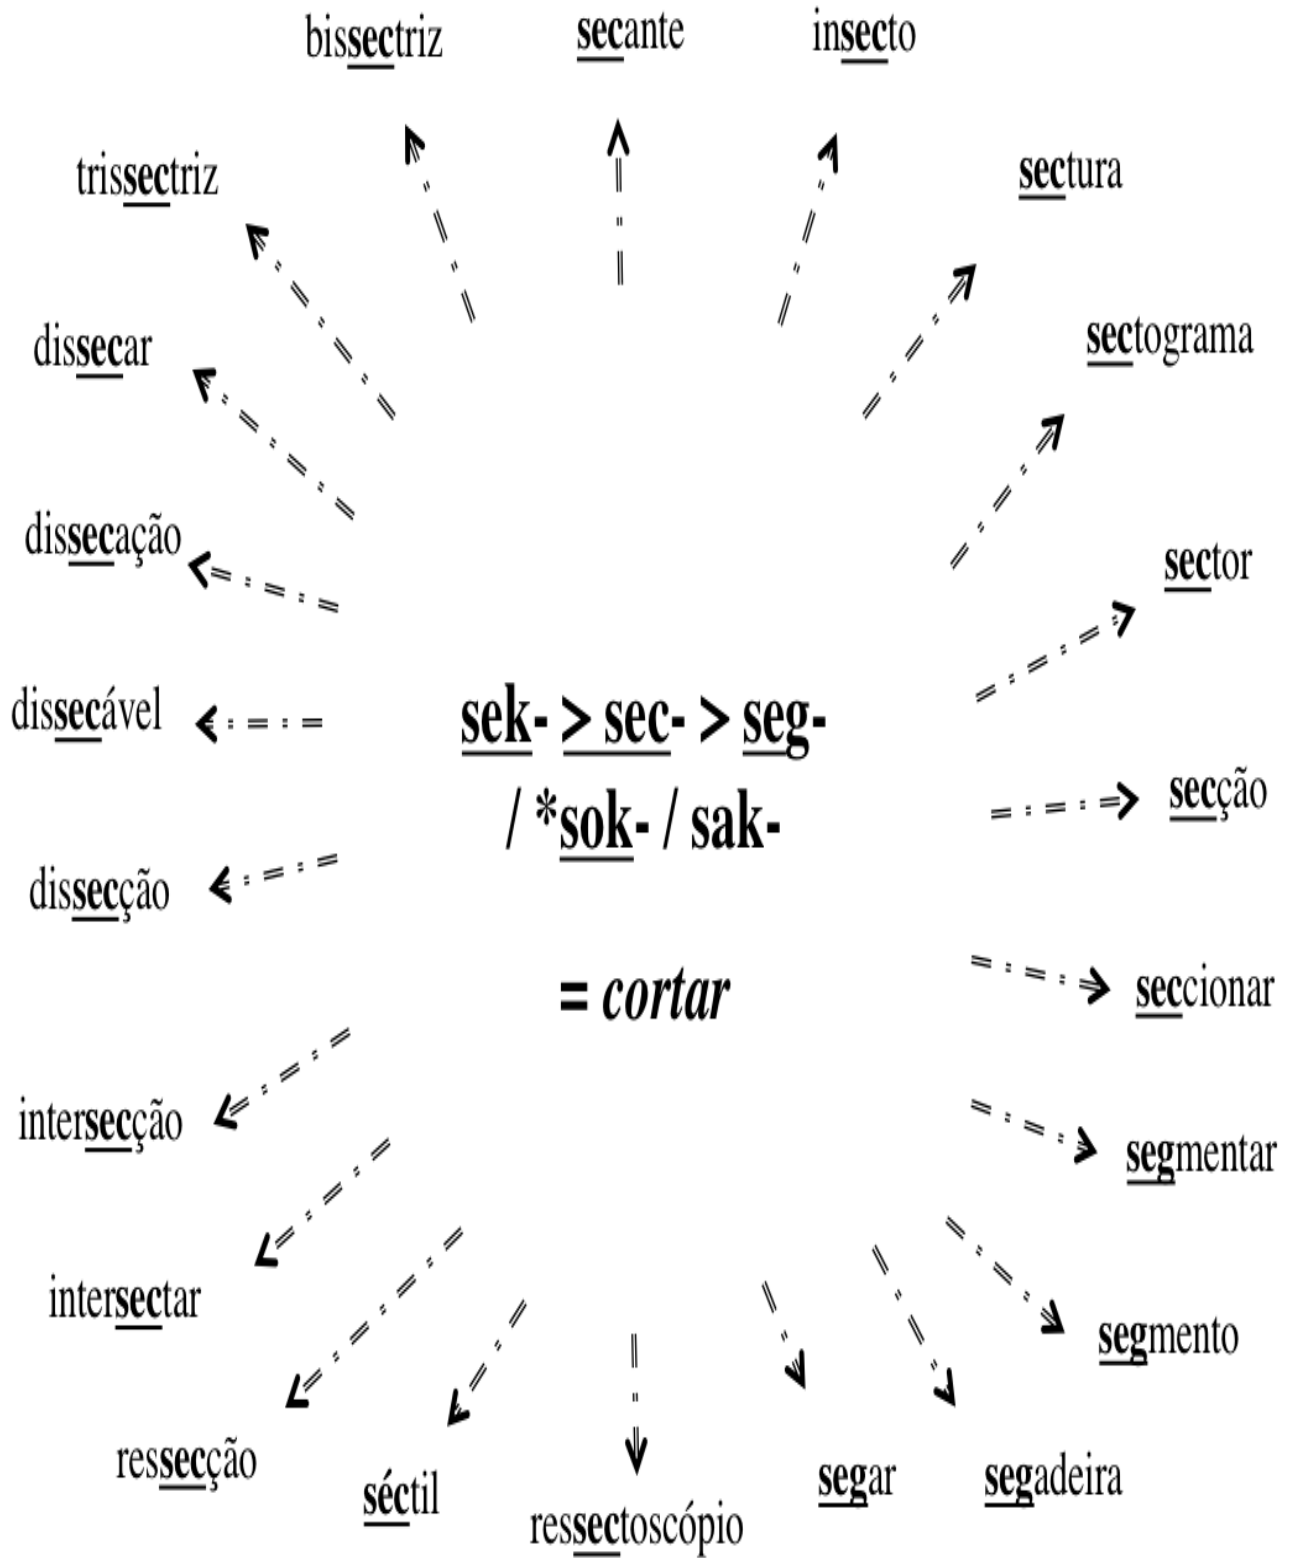 bissectriz
secante
insecto
trissectriz
sectura
dissecar
sectograma
dissecação
sector
dissecável
sek- > sec- > seg-
/ *sok- / sak-
= cortar
secção
dissecção
seccionar
intersecção
segmentar
intersectar
segmento
ressecção
séctil
ressectoscópio
segar
segadeira